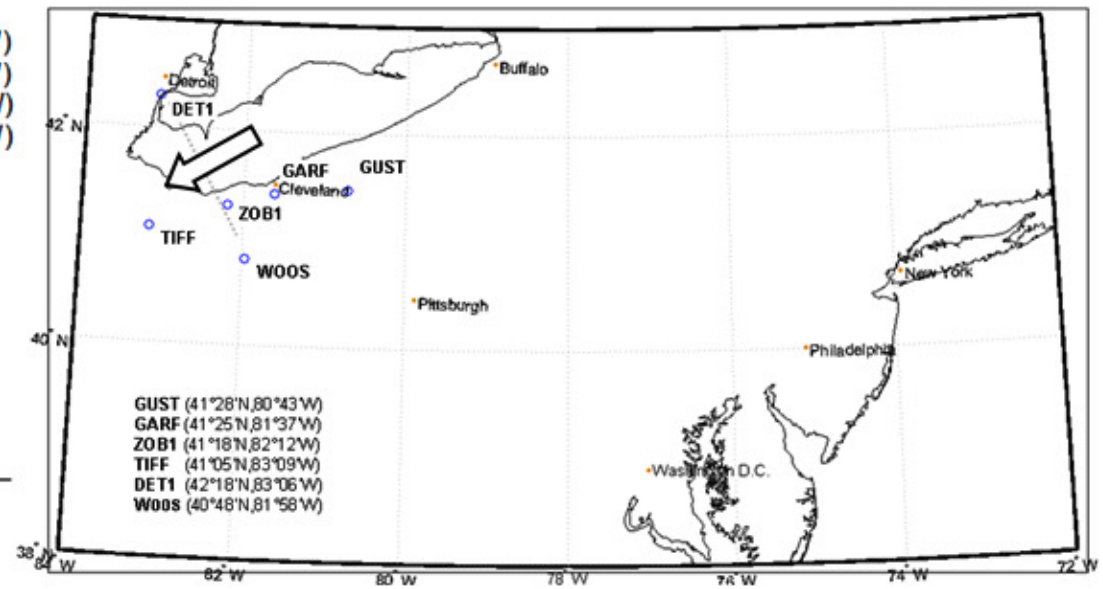 )
)
)
)
Buffalo
Detroit
DET1
42°N
GARF
GUST
Cleveland
ZOB1
TIFF
WOOS
New York
Pittsburgh
40°N
Philadelphia
GUST (41°28'N,80°43'W)
GARF (41°25'N,81°37'W)
ZOB1 (41°18'N,82°12'W)
TIFF (41°05'N,83°09'W)
DET1 (42°18'N,83°06'W)
Woos (40°48'N,81°58'W)
Washington D.C.
38°N
84°W
82°W
80°W
78°W
76°W
74°W
72°W